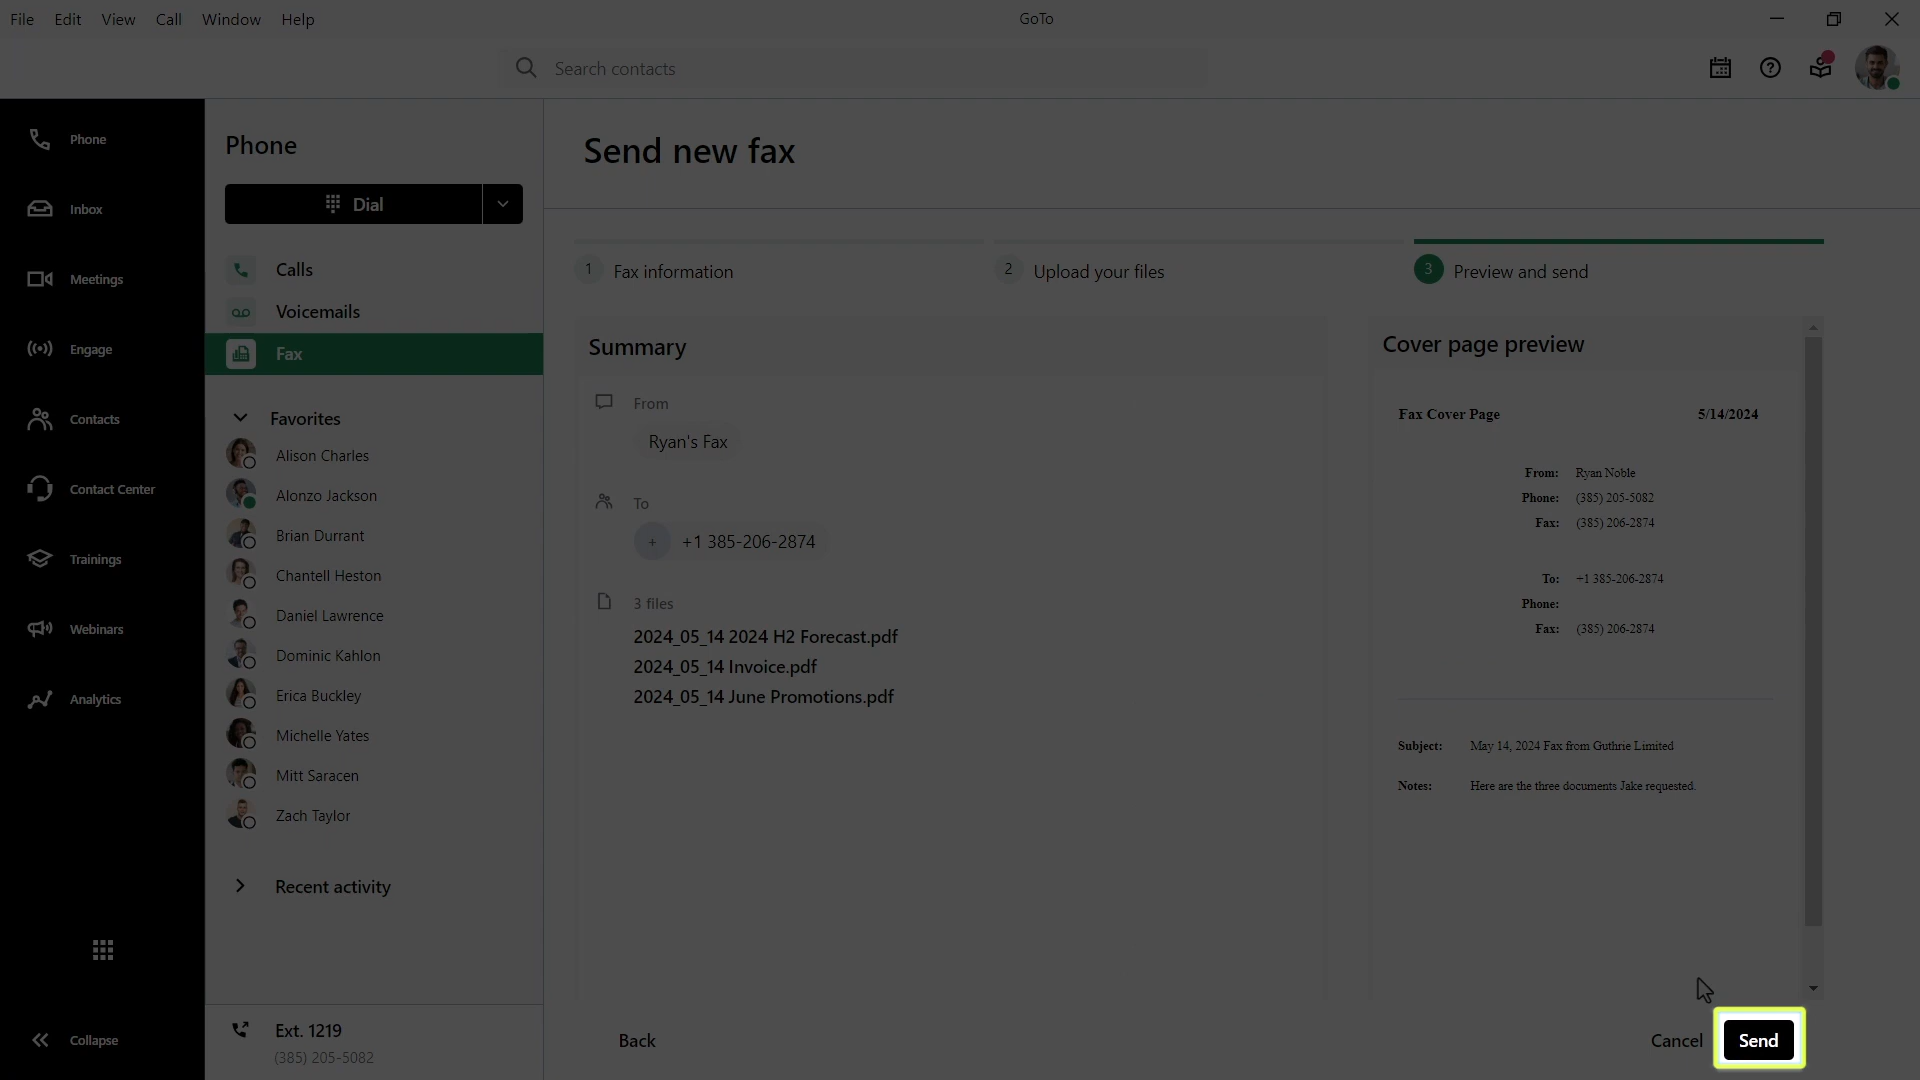 File Edit View Call Window Help
GoTo
Search contacts
Phone
Inbox
Meetings
Engage
Contacts
Contact Center
Trainings
Webinars
Analytics
Collapse
Phone
Dial
Calls
Voicemails
Fax
Favorites
Alison Charles
Alonzo Jackson
Brian Durrant
Chantell Heston
Daniel Lawrence
Dominic Kahlon
Erica Buckley
Michelle Yates
Mitt Saracen
Zach Taylor
Recent activity
Ext. 1219
(385) 205-5082
Send new fax
1 Fax information
2 Upload your files
3 Preview and send
Summary
From
Ryan's Fax
To
+ +1 385-206-2874
3 files
2024_05_14 2024 H2 Forecast.pdf
2024_05_14 Invoice.pdf
2024_05_14 June Promotions.pdf
Cover page preview
Fax Cover Page 5/14/2024
From: Ryan Noble
Phone: (385) 205-5082
Fax: (385) 206-2874
To: +1 385-206-2874
Phone:
Fax: (385) 206-2874
Subject: May 14, 2024 Fax from Guthrie Limited
Notes: Here are the three documents Jake requested.
Back
Cancel
Send